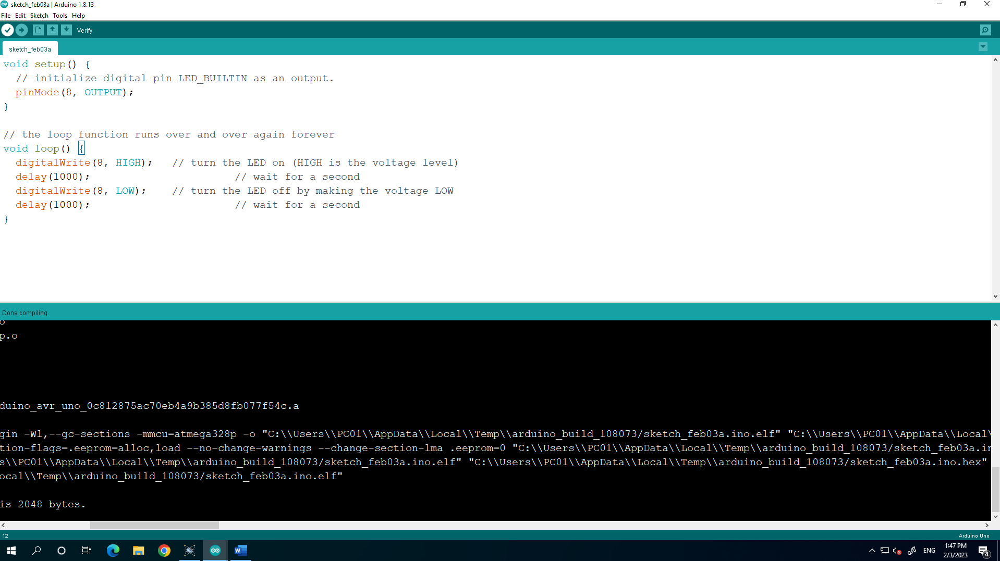 sketch_feb03a | Arduino 1.8.13
File Edit Sketch Tools Help
Verify
sketch_feb03a
void setup() {
  // initialize digital pin LED_BUILTIN as an output.
  pinMode(8, OUTPUT);
}
// the loop function runs over and over again forever
void loop() {
  digitalWrite(8, HIGH);   // turn the LED on (HIGH is the voltage level)
  delay(1000);                       // wait for a second
  digitalWrite(8, LOW);    // turn the LED off by making the voltage LOW
  delay(1000);                       // wait for a second
}
Done compiling.
o
p.o
duino_avr_uno_0c812875ac70eb4a9b385d8fb077f54c.a
gin -Wl,--gc-sections -mmcu=atmega328p -o "C:\\Users\\PC01\\AppData\\Local\\Temp\\arduino_build_108073/sketch_feb03a.ino.elf" "C:\\Users\\PC01\\AppData\\Local\
tion-flags=.eeprom=alloc,load --no-change-warnings --change-section-lma .eeprom=0 "C:\\Users\\PC01\\AppData\\Local\\Temp\\arduino_build_108073/sketch_feb03a.in
s\\PC01\\AppData\\Local\\Temp\\arduino_build_108073/sketch_feb03a.ino.elf" "C:\\Users\\PC01\\AppData\\Local\\Temp\\arduino_build_108073/sketch_feb03a.ino.hex"
ocal\\Temp\\arduino_build_108073/sketch_feb03a.ino.elf"
is 2048 bytes.
12
Arduino Uno
W
ENG
1:47 PM
2/3/2023
4